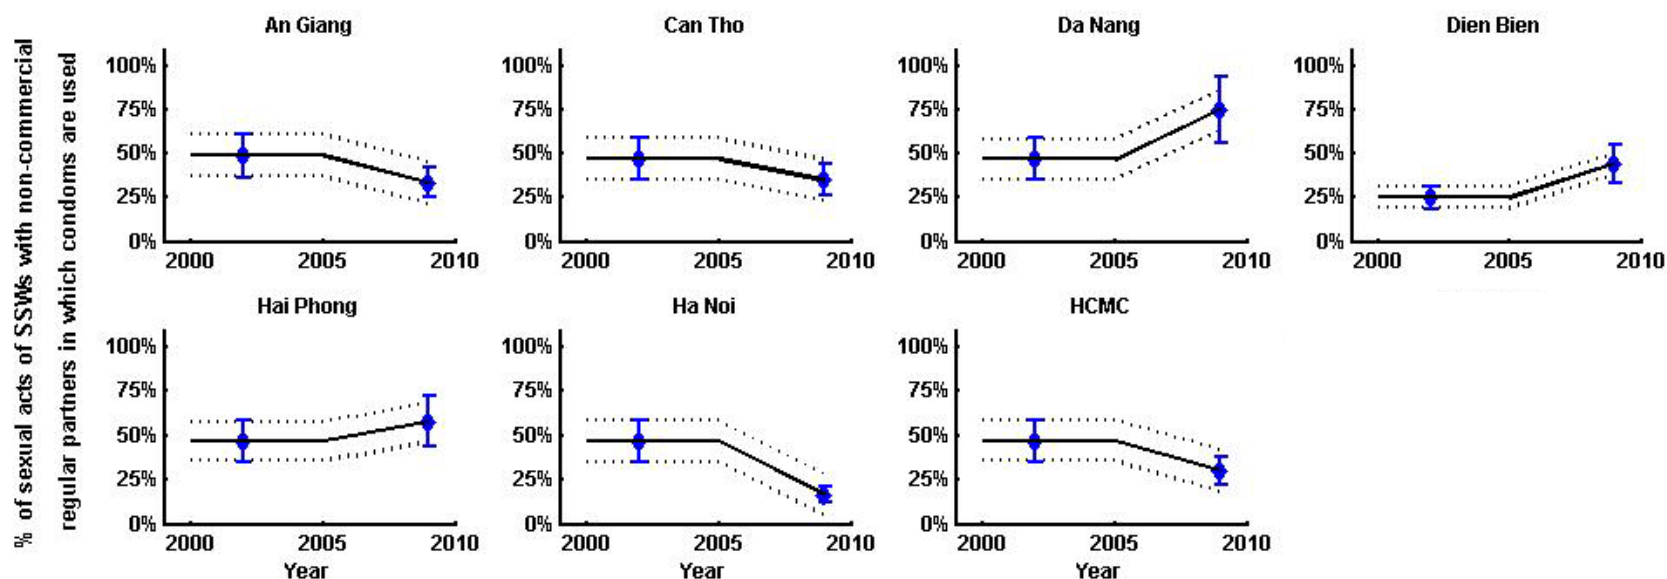 % of sexual acts of SSWs with non-commercial
regular partners in which condoms are used
An Giang
100%
75%
50%
25%
0%
2000 2005 2010
Can Tho
100%
75%
50%
25%
0%
2000 2005 2010
Da Nang
100%
75%
50%
25%
0%
2000 2005 2010
Dien Bien
100%
75%
50%
25%
0%
2000 2005 2010
Hai Phong
100%
75%
50%
25%
0%
2000 2005 2010
Year
Ha Noi
100%
75%
50%
25%
0%
2000 2005 2010
Year
HCMC
100%
75%
50%
25%
0%
2000 2005 2010
Year